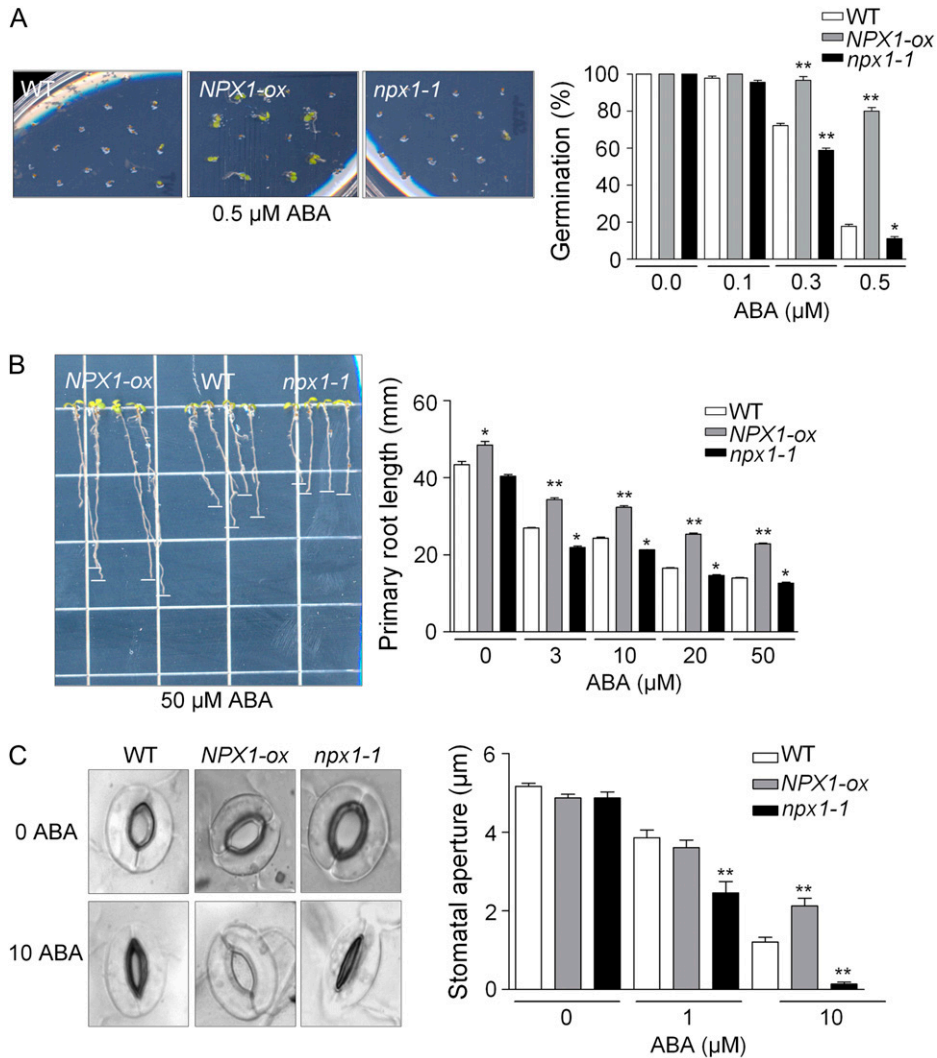 A
WT
NPX1-ox
npx1-1
0.5 µM ABA
WT
NPX1-ox
npx1-1
Germination (%)
100
80
60
40
20
0
**
**
**
*
0.0
0.1
0.3
0.5
ABA (µM)
B
NPX1-ox
WT
npx1-1
50 µM ABA
WT
NPX1-ox
npx1-1
Primary root length (mm)
60
40
20
0
*
**
*
**
*
**
*
**
*
0
3
10
20
50
ABA (µM)
C
WT
NPX1-ox
npx1-1
0 ABA
10 ABA
WT
NPX1-ox
npx1-1
Stomatal aperture (µm)
6
4
2
0
**
**
**
0
1
10
ABA (µM)